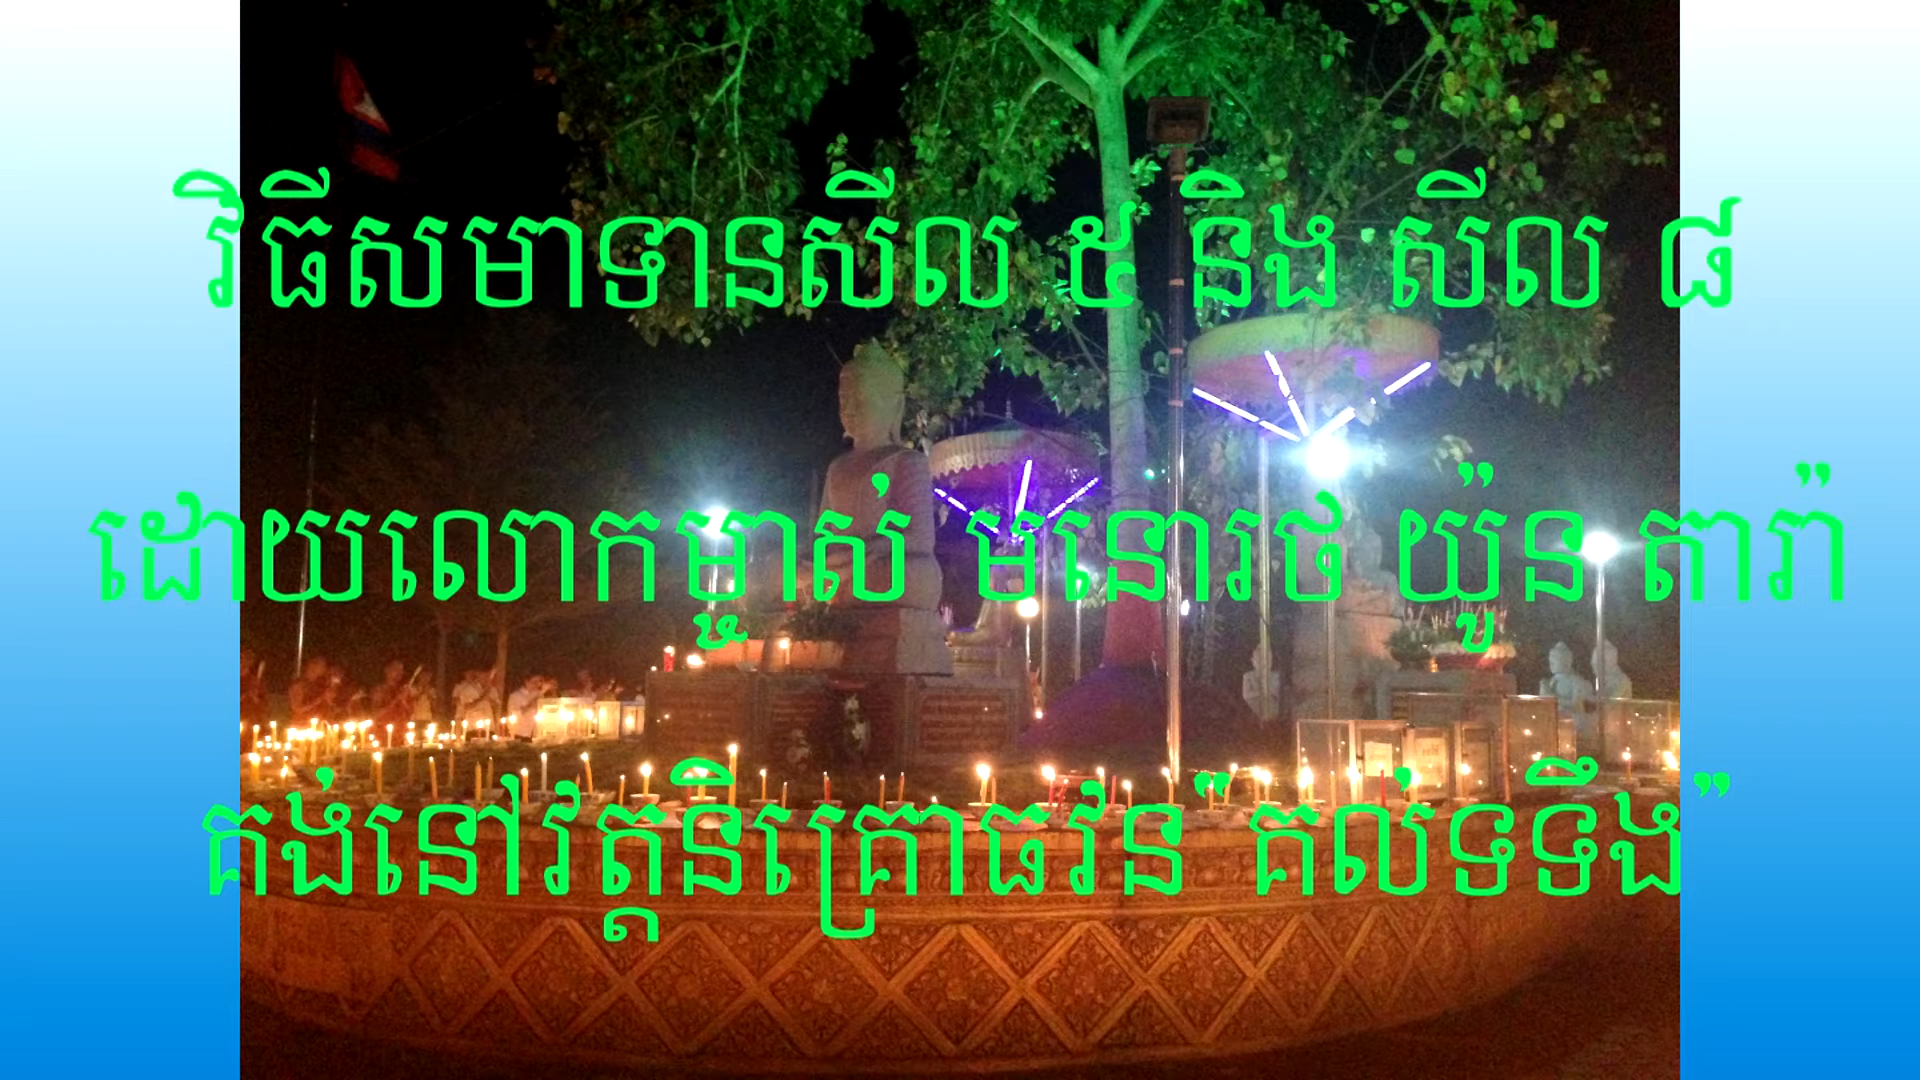 វិធីសមាទានសីល ៥ និង សីល ៨
ដោយលោកម្ចាស់ មនោរថ យ៉ូន តារ៉ា
គង់នៅវត្តនិគ្រោធវន"គល់ទទឹង"